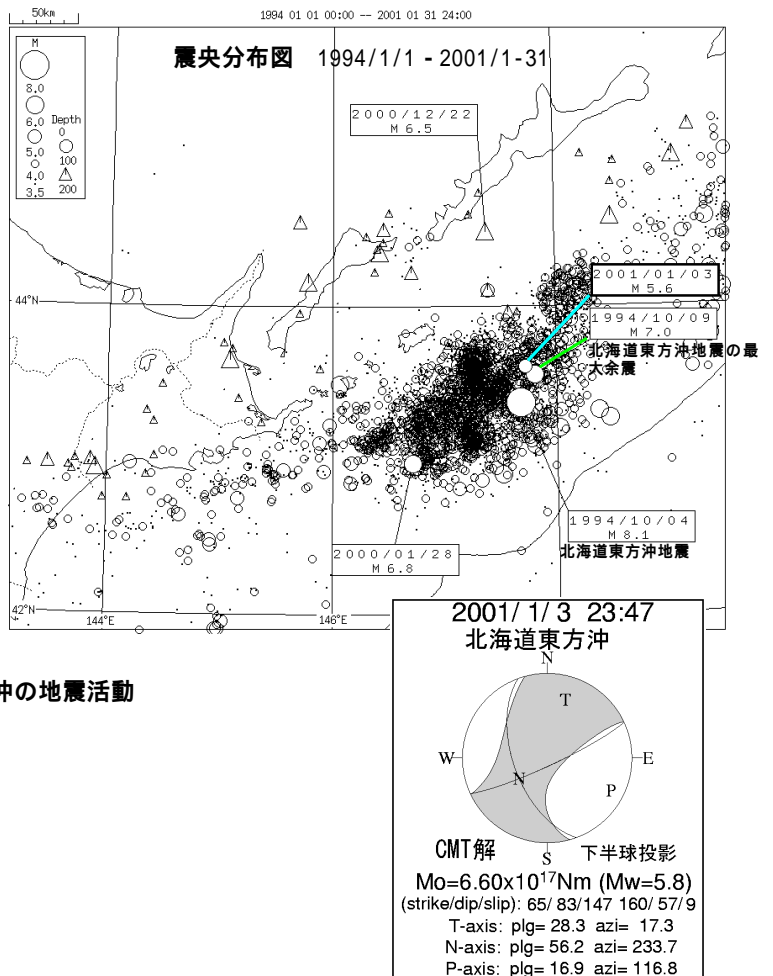 50km
1994 01 01 00:00 -- 2001 01 31 24:00
震央分布図 1994/1/1 - 2001/1-31
M
8.0
6.0
5.0
4.0
3.5
Depth
0
100
200
2000/12/22
M 6.5
2001/01/03
M 5.6
1994/10/09
M 7.0
北海道東方沖地震の最
大余震
44°N
1994/10/04
M 8.1
北海道東方沖地震
2000/01/28
M 6.8
42°N
144°E
146°E
沖の地震活動
2001/ 1/ 3 23:47
北海道東方沖
N
T
W
E
N
P
S
CMT解
下半球投影
Mo=6.60x10¹⁷Nm (Mw=5.8)
(strike/dip/slip): 65/ 83/147 160/ 57/ 9
T-axis: plg= 28.3 azi= 17.3
N-axis: plg= 56.2 azi= 233.7
P-axis: plg= 16.9 azi= 116.8